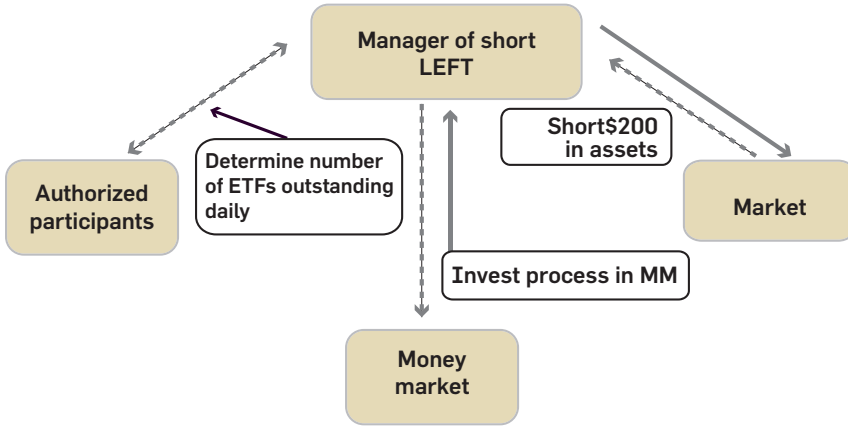 Manager of short
LEFT
Short$200
in assets
Determine number
of ETFs outstanding
daily
Authorized
participants
Market
Invest process in MM
Money
market